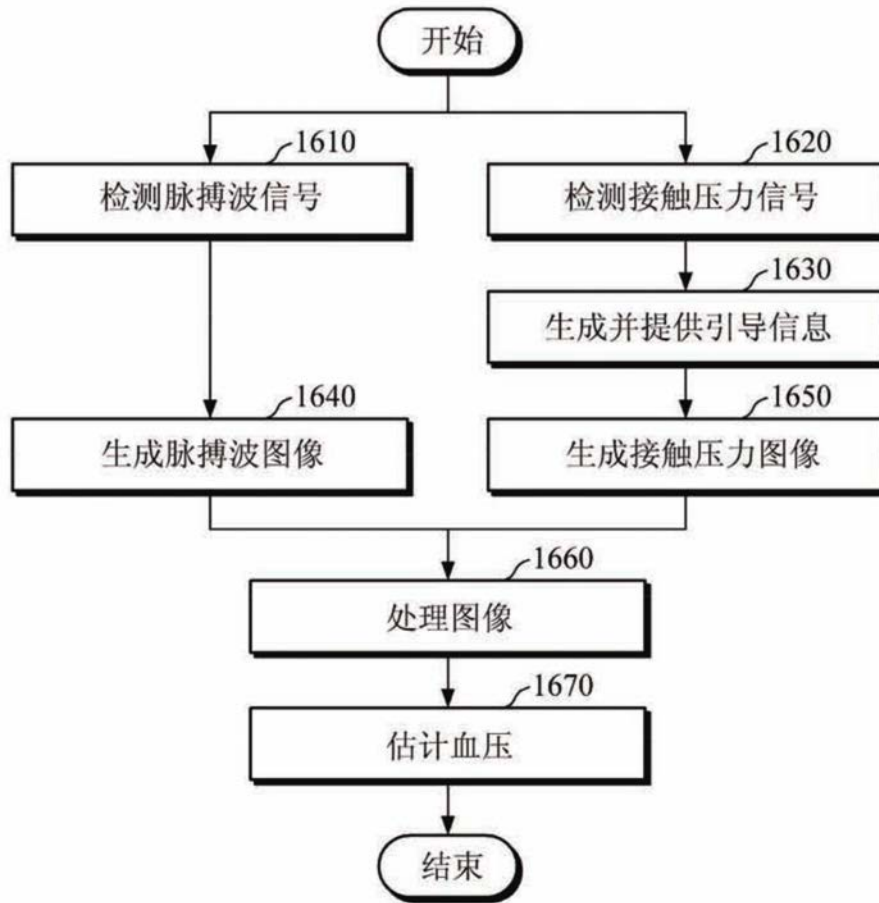 开始
1610
检测脉搏波信号
1620
检测接触压力信号
1630
生成并提供引导信息
1640
生成脉搏波图像
1650
生成接触压力图像
1660
处理图像
1670
估计血压
结束